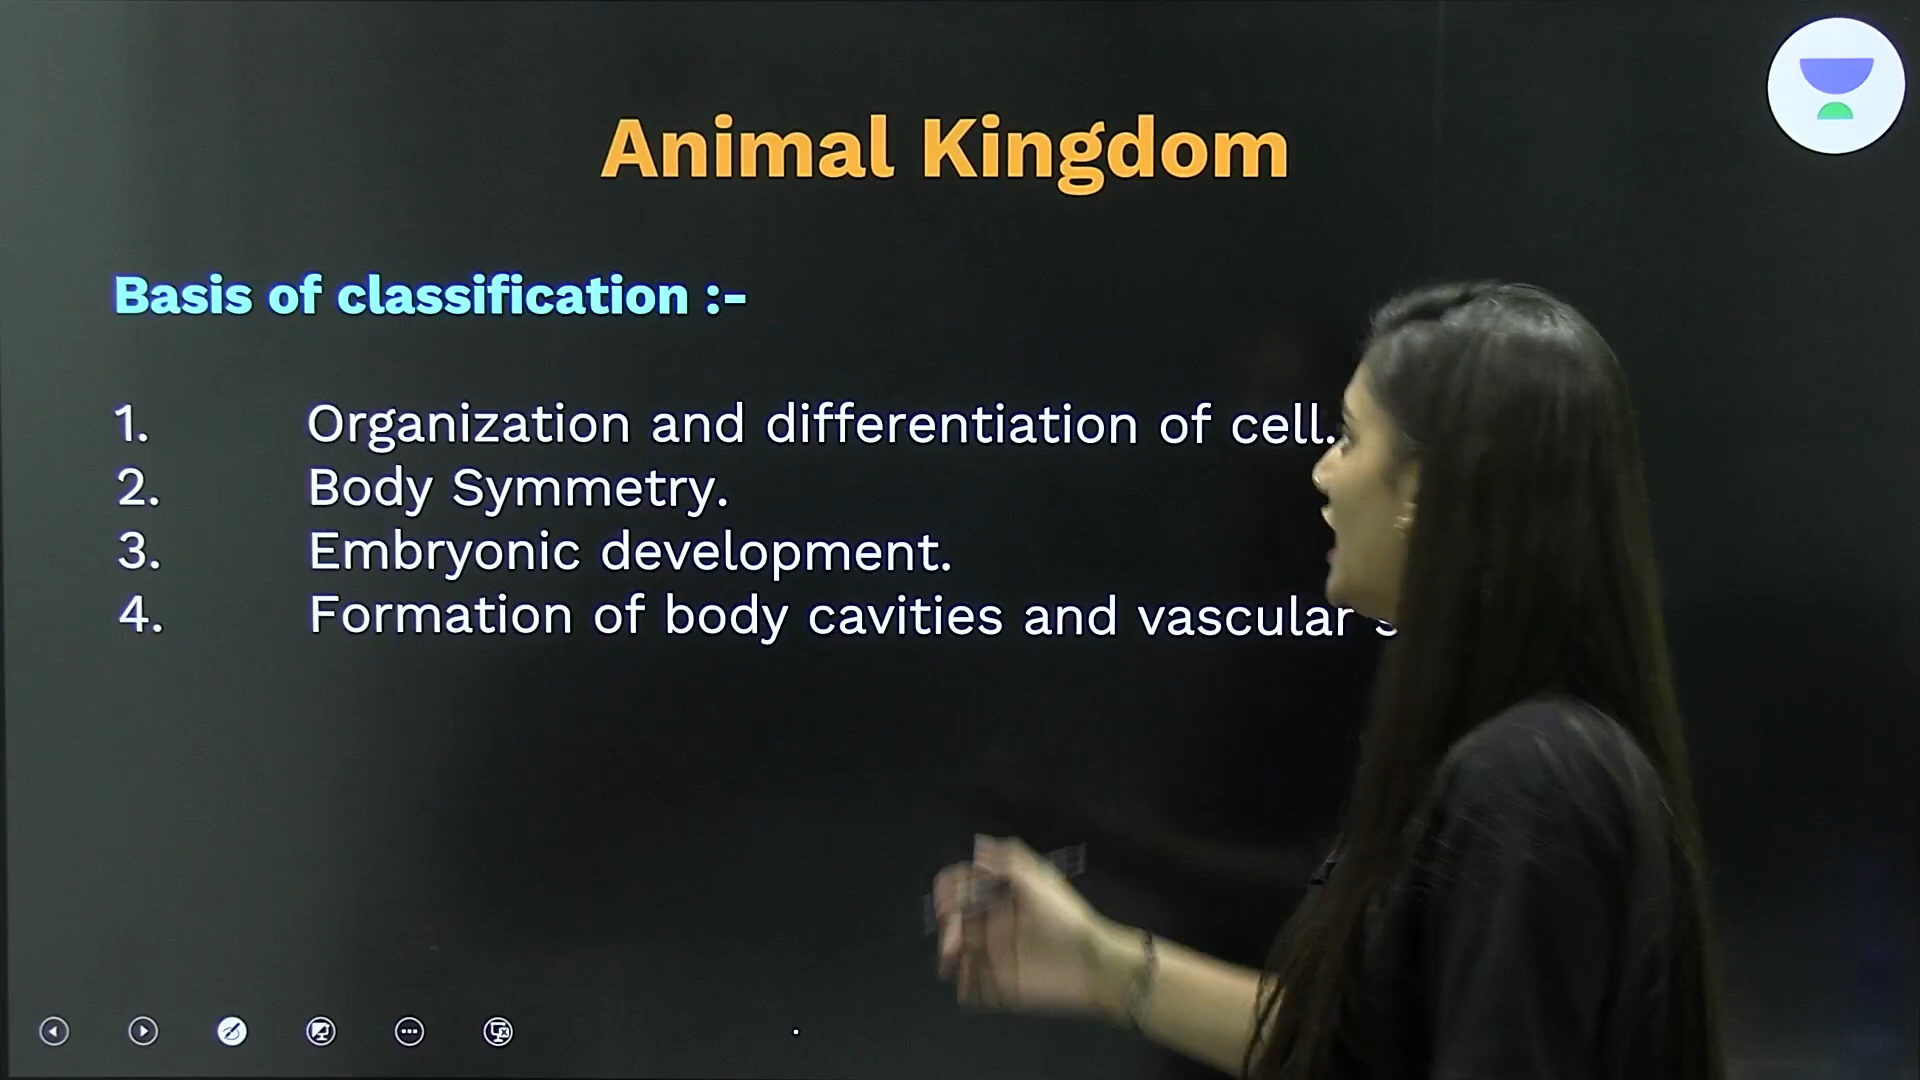 Animal Kingdom
Basis of classification :-
1. Organization and differentiation of cell.
2. Body Symmetry.
3. Embryonic development.
4. Formation of body cavities and vascular